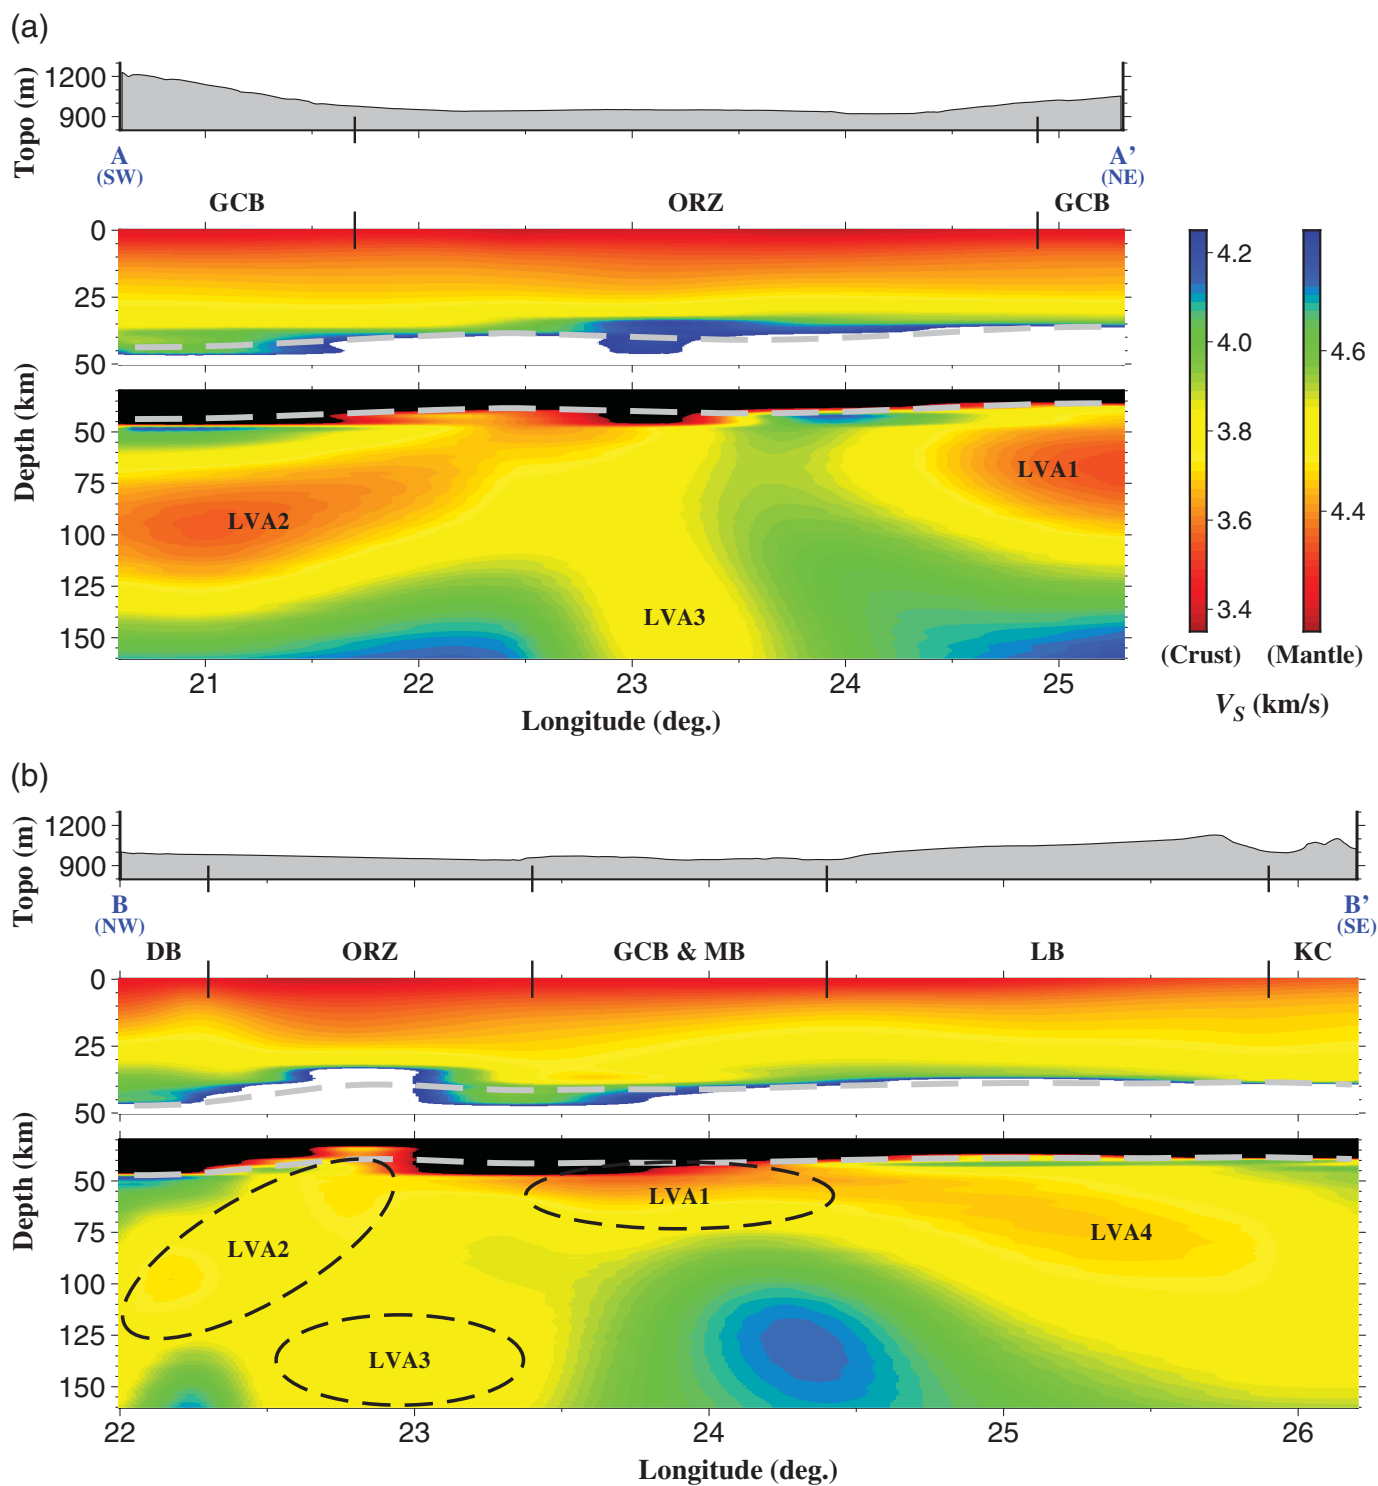 (a)
Topo (m)
1200
900
A
(SW)
A’
(NE)
GCB
ORZ
GCB
0
25
50
Depth (km)
50
75
100
125
150
LVA1
LVA2
LVA3
21
22
23
24
25
Longitude (deg.)
4.2
4.0
3.8
3.6
3.4
4.6
4.4
(Crust)
(Mantle)
VS (km/s)
(b)
Topo (m)
1200
900
B
(NW)
B’
(SE)
DB
ORZ
GCB & MB
LB
KC
0
25
50
Depth (km)
50
75
100
125
150
LVA1
LVA2
LVA4
LVA3
22
23
24
25
26
Longitude (deg.)